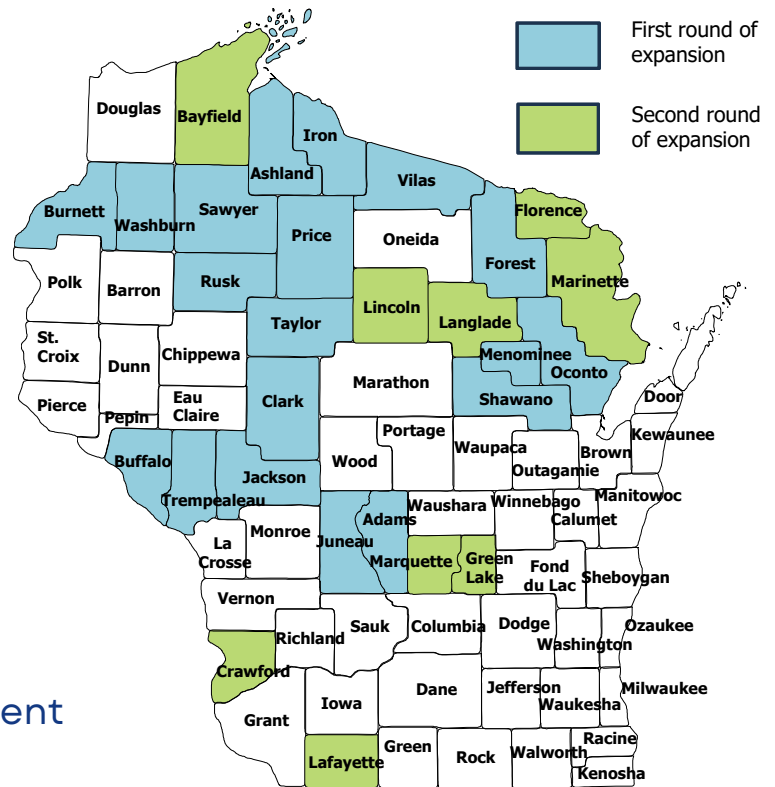 First round of
expansion
Second round
of expansion
Douglas
Bayfield
Iron
Ashland
Vilas
Burnett
Washburn
Sawyer
Price
Oneida
Florence
Forest
Marinette
Polk
Barron
Rusk
Lincoln
Langlade
Taylor
St.
Croix
Dunn
Chippewa
Menominee
Oconto
Marathon
Clark
Shawano
Door
Pierce
Pepin
Eau
Claire
Portage
Waupaca
Brown
Kewaunee
Wood
Outagamie
Buffalo
Jackson
Trempealeau
Waushara
Winnebago
Manitowoc
Calumet
Adams
Juneau
Monroe
La
Crosse
Marquette
Green
Lake
Fond
du Lac
Sheboygan
Vernon
Richland
Sauk
Columbia
Dodge
Ozaukee
Washington
Crawford
Iowa
Dane
Jefferson
Waukesha
Milwaukee
ent
Grant
Lafayette
Green
Rock
Walworth
Racine
Kenosha